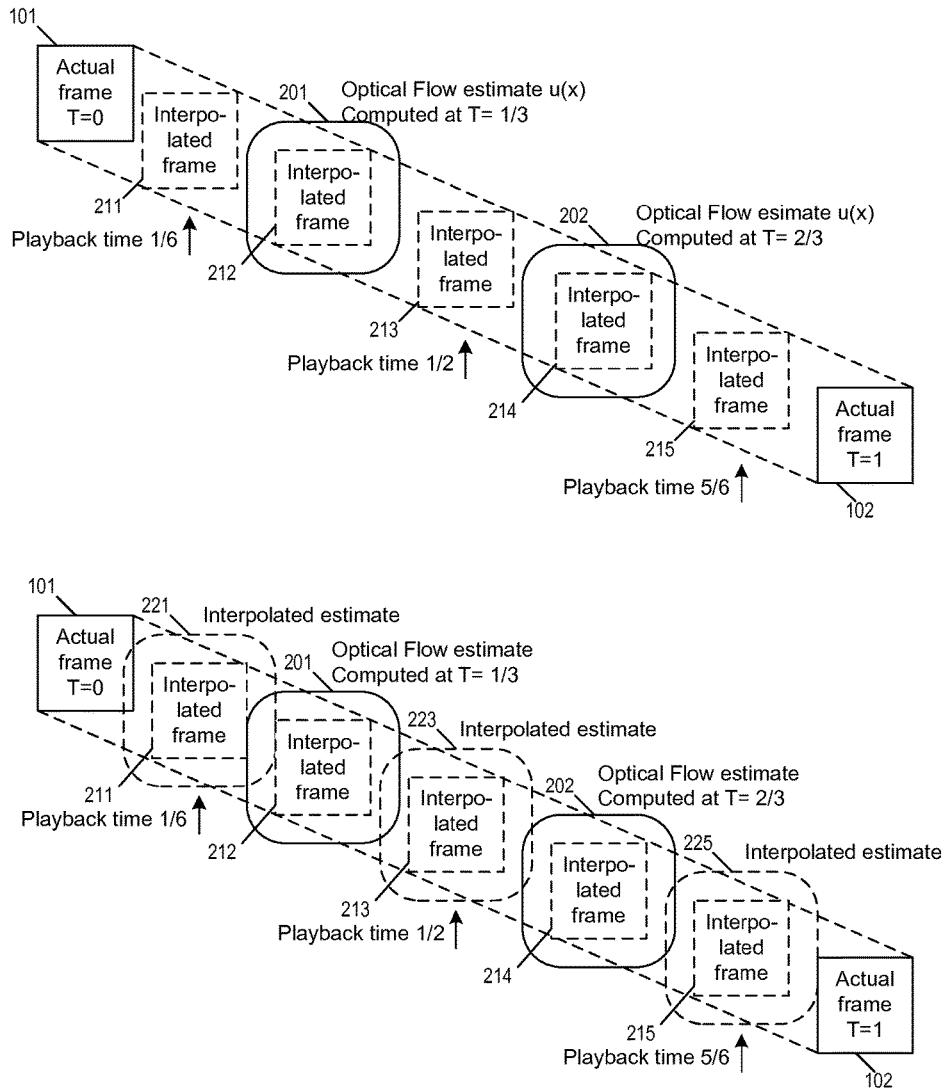 101
Actual
frame
T=0
Interpo-
lated
frame
211
Playback time 1/6
201
Optical Flow estimate u(x)
Computed at T= 1/3
Interpo-
lated
frame
212
Interpo-
lated
frame
213
Playback time 1/2
202
Optical Flow esimate u(x)
Computed at T= 2/3
Interpo-
lated
frame
214
Interpo-
lated
frame
215
Playback time 5/6
Actual
frame
T=1
102
101
Actual
frame
T=0
221
Interpolated estimate
Interpo-
lated
frame
211
Playback time 1/6
201
Optical Flow estimate
Computed at T= 1/3
Interpo-
lated
frame
212
223
Interpolated estimate
Interpo-
lated
frame
213
Playback time 1/2
202
Optical Flow estimate
Computed at T= 2/3
Interpo-
lated
frame
214
225
Interpolated estimate
Interpo-
lated
frame
215
Playback time 5/6
Actual
frame
T=1
102